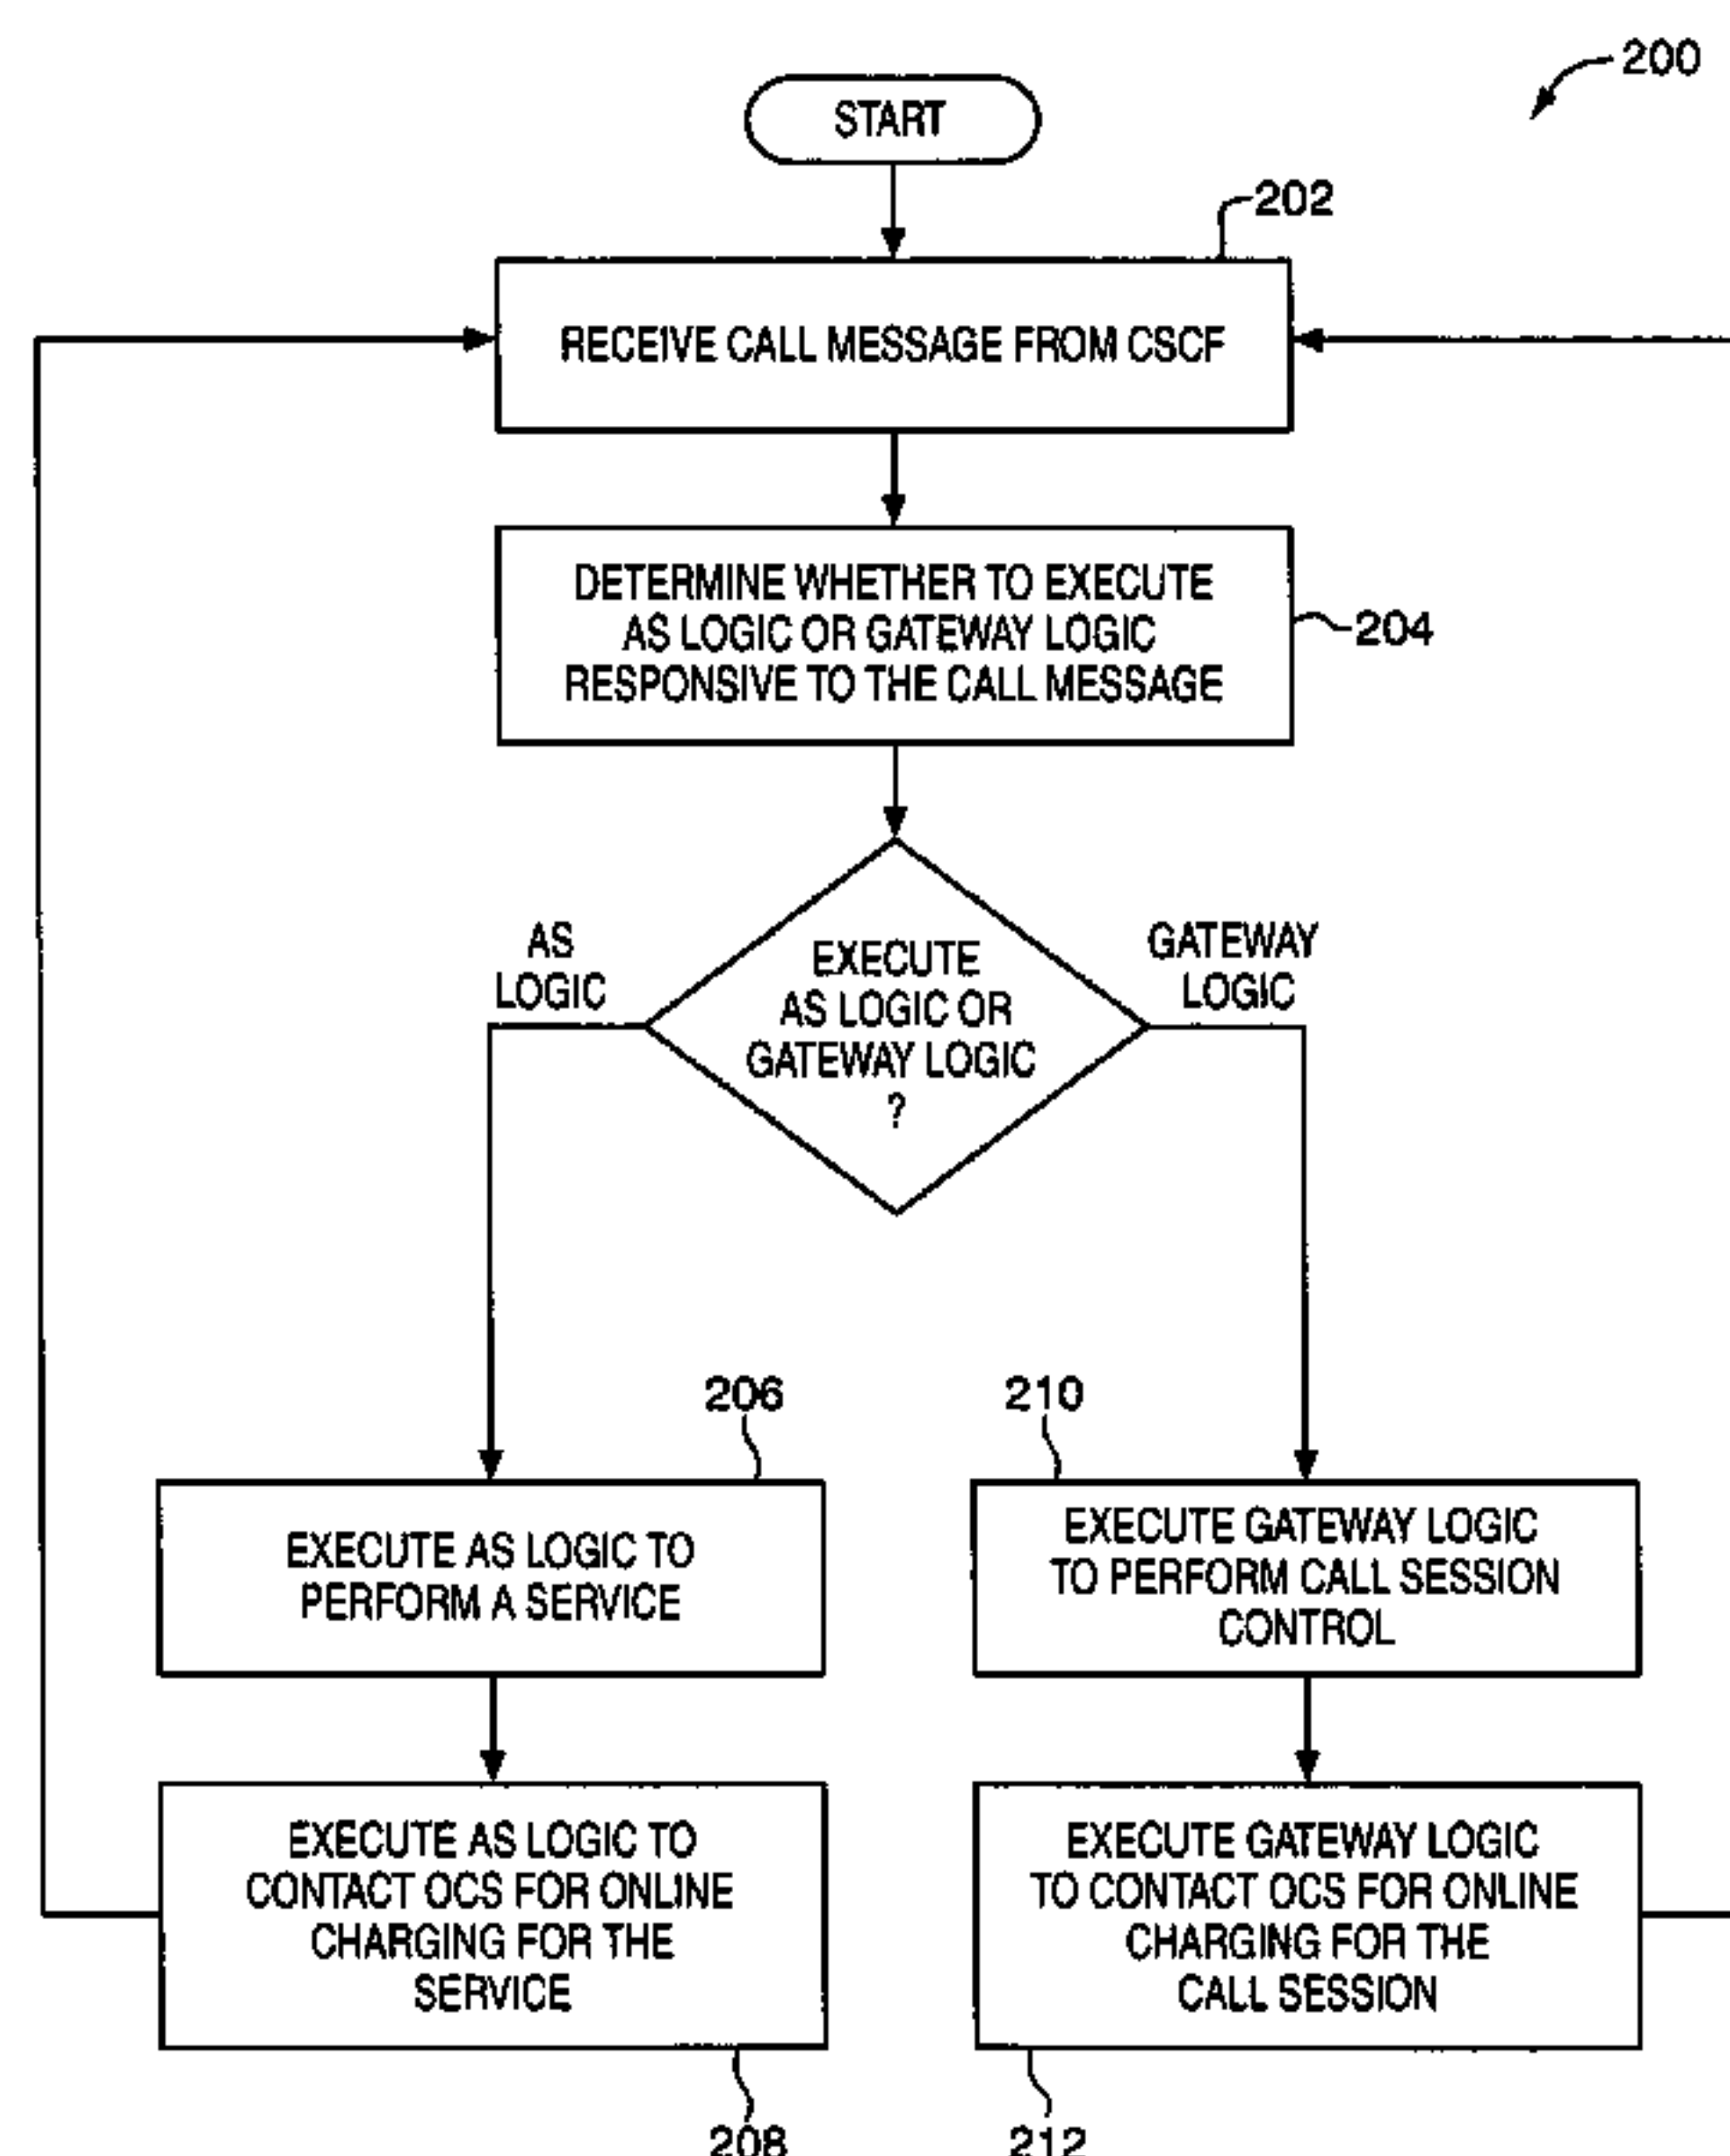 200
START
202
RECEIVE CALL MESSAGE FROM CSCF
DETERMINE WHETHER TO EXECUTE
AS LOGIC OR GATEWAY LOGIC
RESPONSIVE TO THE CALL MESSAGE
204
AS
LOGIC
EXECUTE
AS LOGIC OR
GATEWAY LOGIC
?
GATEWAY
LOGIC
206
EXECUTE AS LOGIC TO
PERFORM A SERVICE
210
EXECUTE GATEWAY LOGIC
TO PERFORM CALL SESSION
CONTROL
EXECUTE AS LOGIC TO
CONTACT OCS FOR ONLINE
CHARGING FOR THE
SERVICE
208
EXECUTE GATEWAY LOGIC
TO CONTACT OCS FOR ONLINE
CHARGING FOR THE
CALL SESSION
212